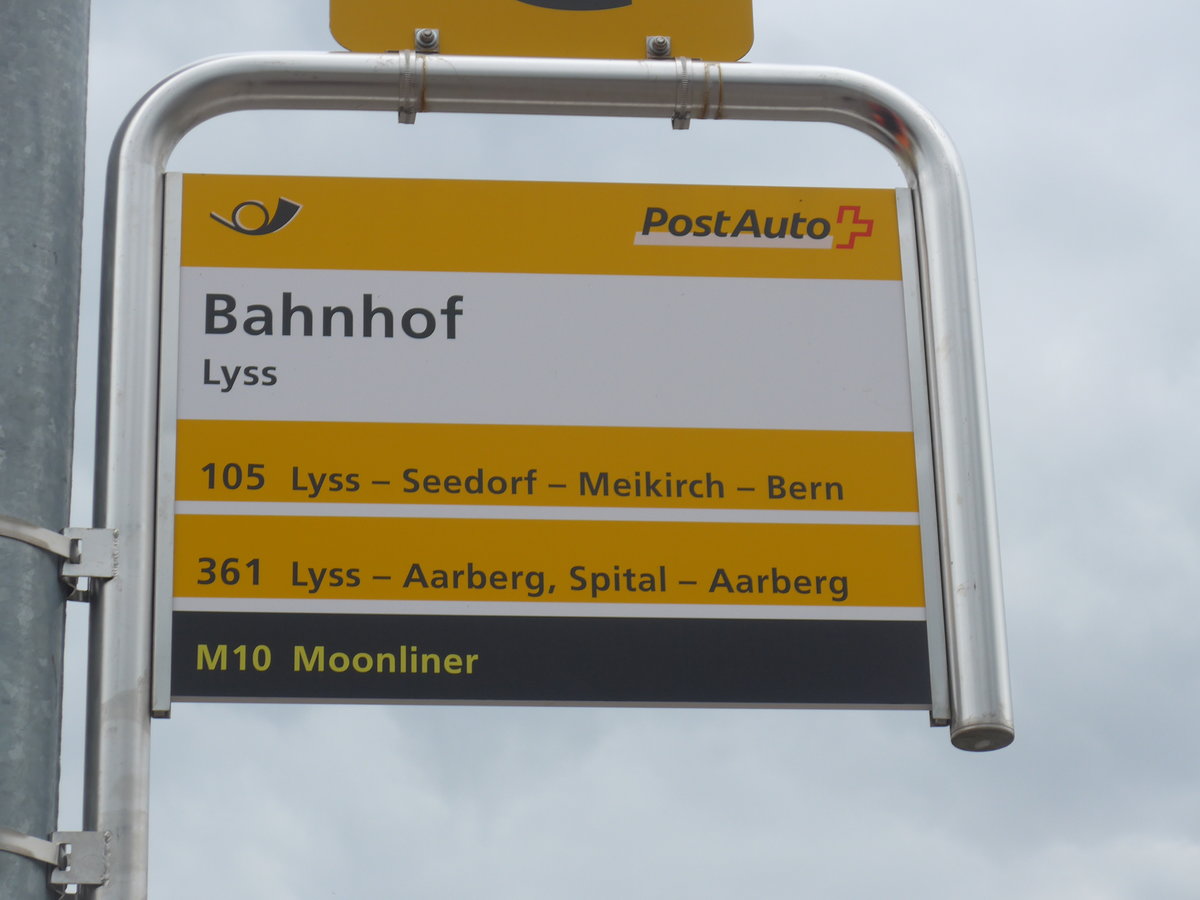 PostAuto
Bahnhof
Lyss
105 Lyss – Seedorf – Meikirch – Bern
361 Lyss – Aarberg, Spital – Aarberg
M10 Moonliner